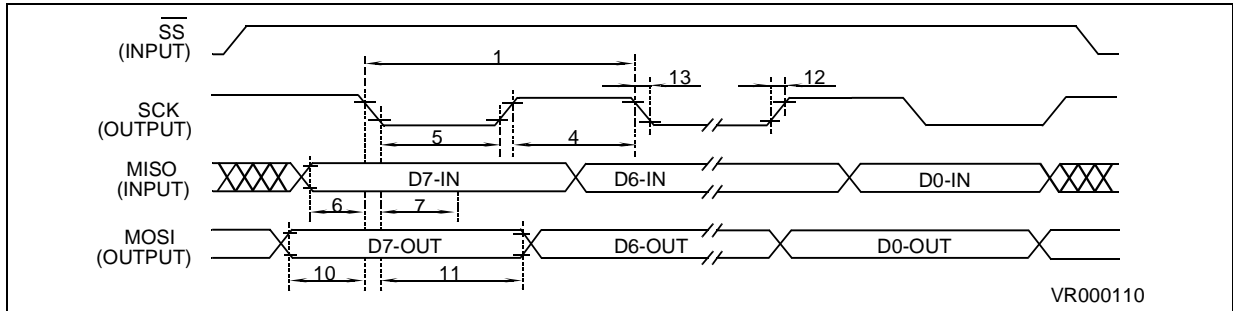 SS
(INPUT)
1
13
12
SCK
(OUTPUT)
5
4
MISO
(INPUT)
D7-IN
D6-IN
D0-IN
6
7
MOSI
(OUTPUT)
D7-OUT
D6-OUT
D0-OUT
10
11
VR000110